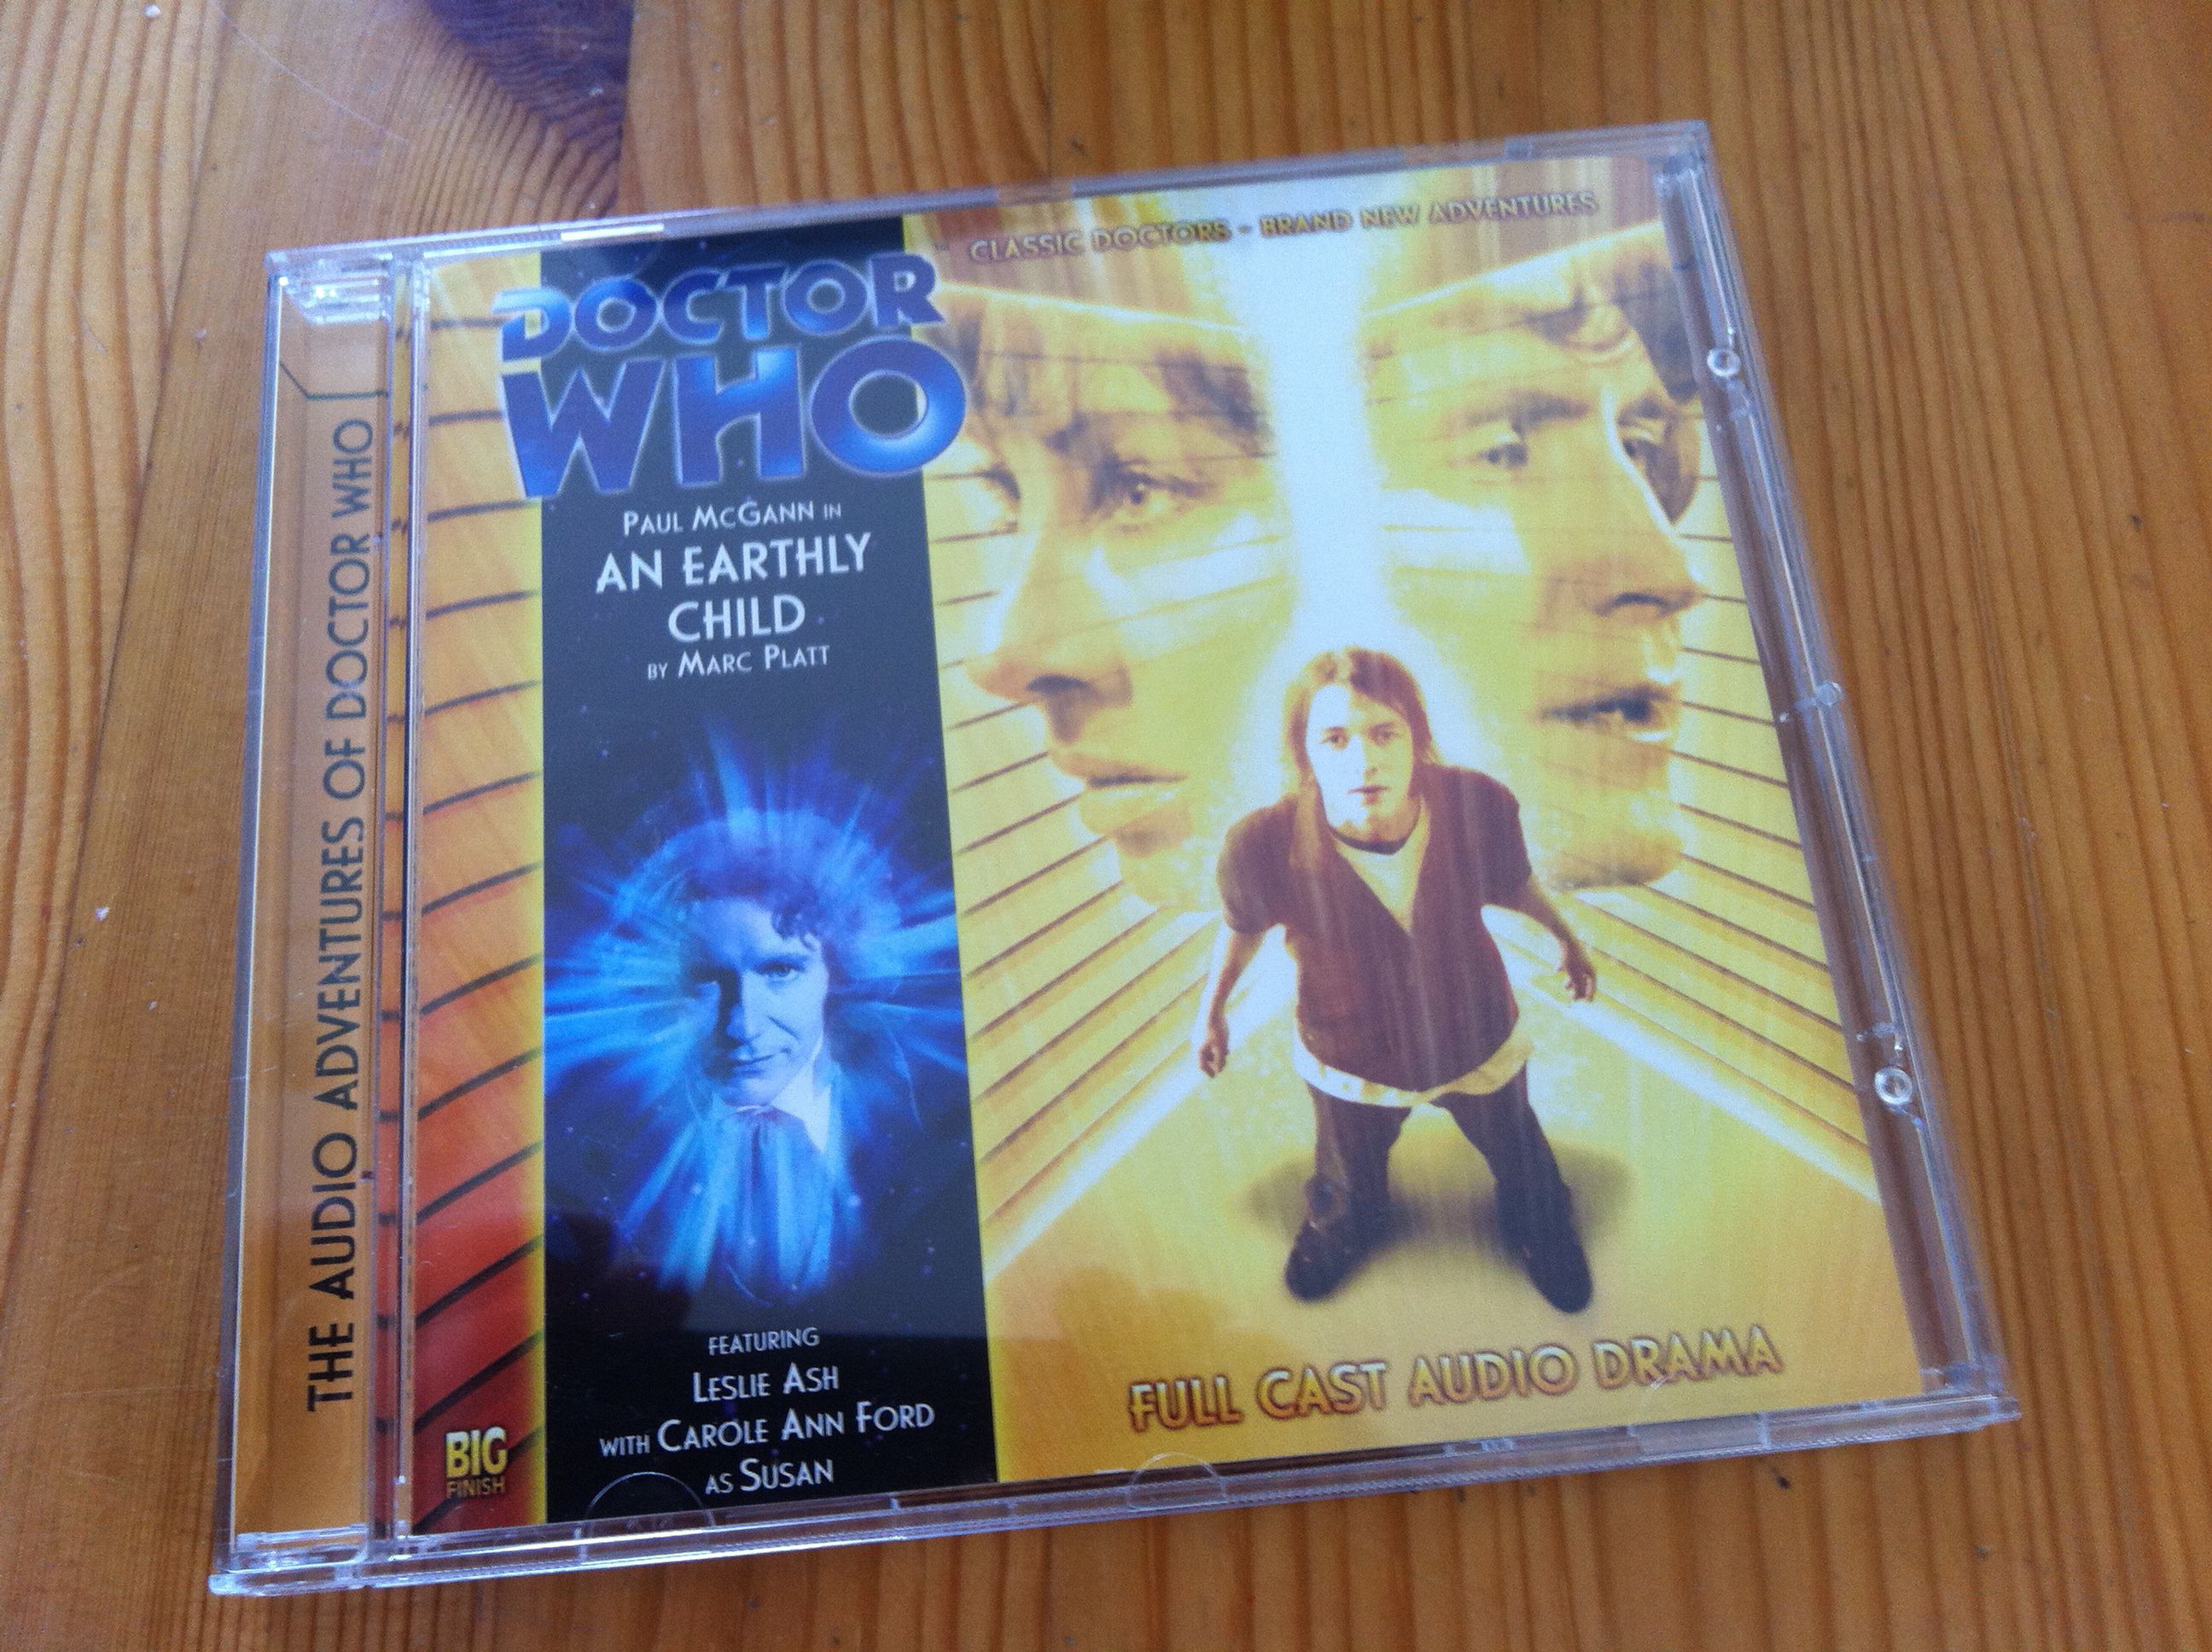 THE AUDIO ADVENTURES OF DOCTOR WHO
™ CLASSIC DOCTORS - BRAND NEW ADVENTURES
DOCTOR
WHO
PAUL MCGANN IN
AN EARTHLY
CHILD
BY MARC PLATT
FEATURING
LESLIE ASH
WITH CAROLE ANN FORD
AS SUSAN
FULL CAST AUDIO DRAMA
BIG
FINISH